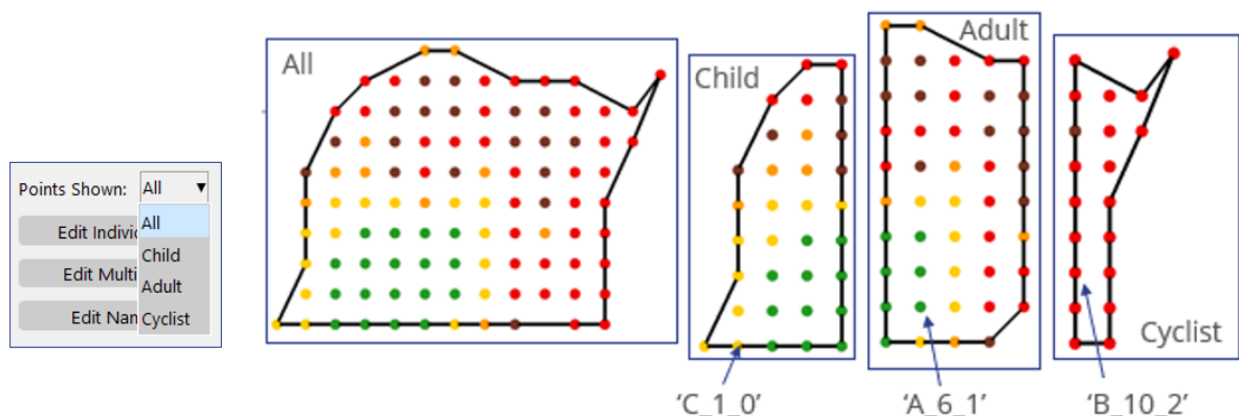 Points Shown: All ▼
All
Edit Indivi
Child
Edit Multi
Adult
Edit Nan
Cyclist
All
Child
Adult
Cyclist
'C_1_0'
'A_6_1'
'B_10_2'